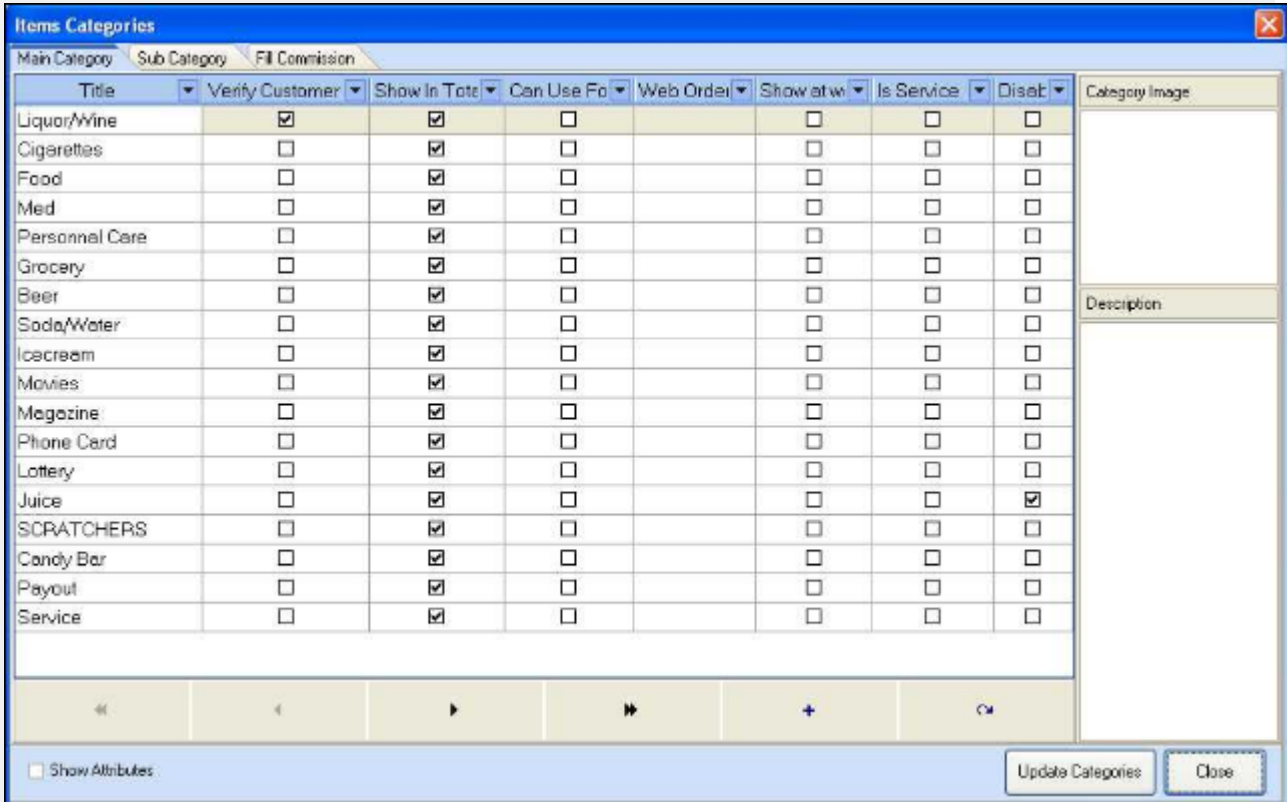 Items Categories
Main Category Sub Category Fill Commission
Title Verify Customer Show In Tota Can Use Fo Web Order Show at w Is Service Disab
Category Image
Liquor/Wine
Cigarettes
Food
Med
Personnal Care
Grocery
Beer
Description
Soda/Water
Icecream
Movies
Magazine
Phone Card
Lottery
Juice
SCRATCHERS
Candy Bar
Payout
Service
Show Attributes
Update Categories Close